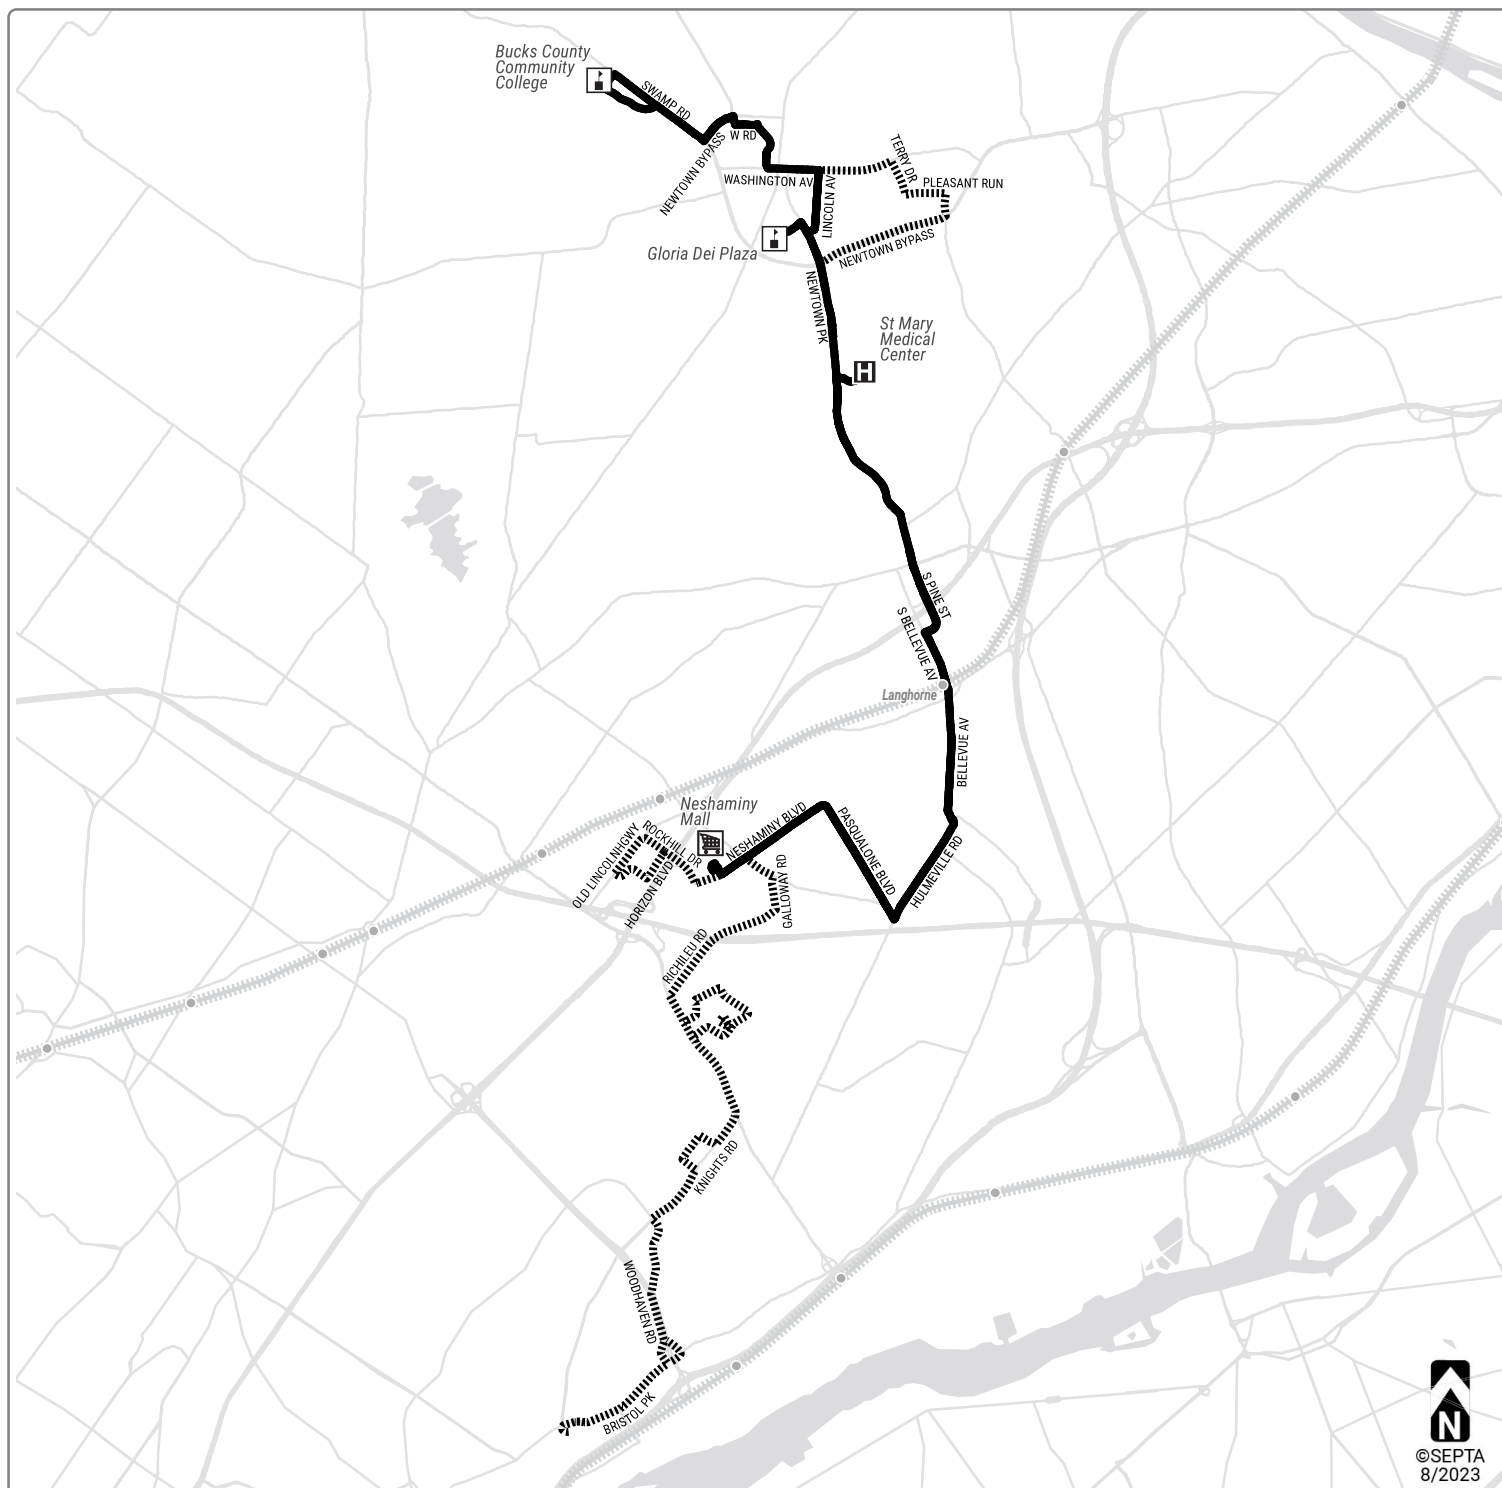 Bucks County
Community
College
SWAMP RD
W RD
NEWTOWN BYPASS
WASHINGTON AV
TERRY DR
PLEASANT RUN
LINCOLN AV
NEWTOWN BYPASS
Gloria Dei Plaza
NEWTOWN PK
St Mary
Medical
Center
H
S PINE ST
S BELLEVUE AV
Langhorne
BELLEVUE AV
Neshaminy
Mall
NESHAMINY BLVD
PASQUALONE BLVD
HULMEVILLE RD
OLD LINCOLNHGWY
ROCKHILL DR
HORIZON BLVD
GALLOWAY RD
RICHILEU RD
KNIGHTS RD
WOODHAVEN RD
BRISTOL PK
N
©SEPTA
8/2023